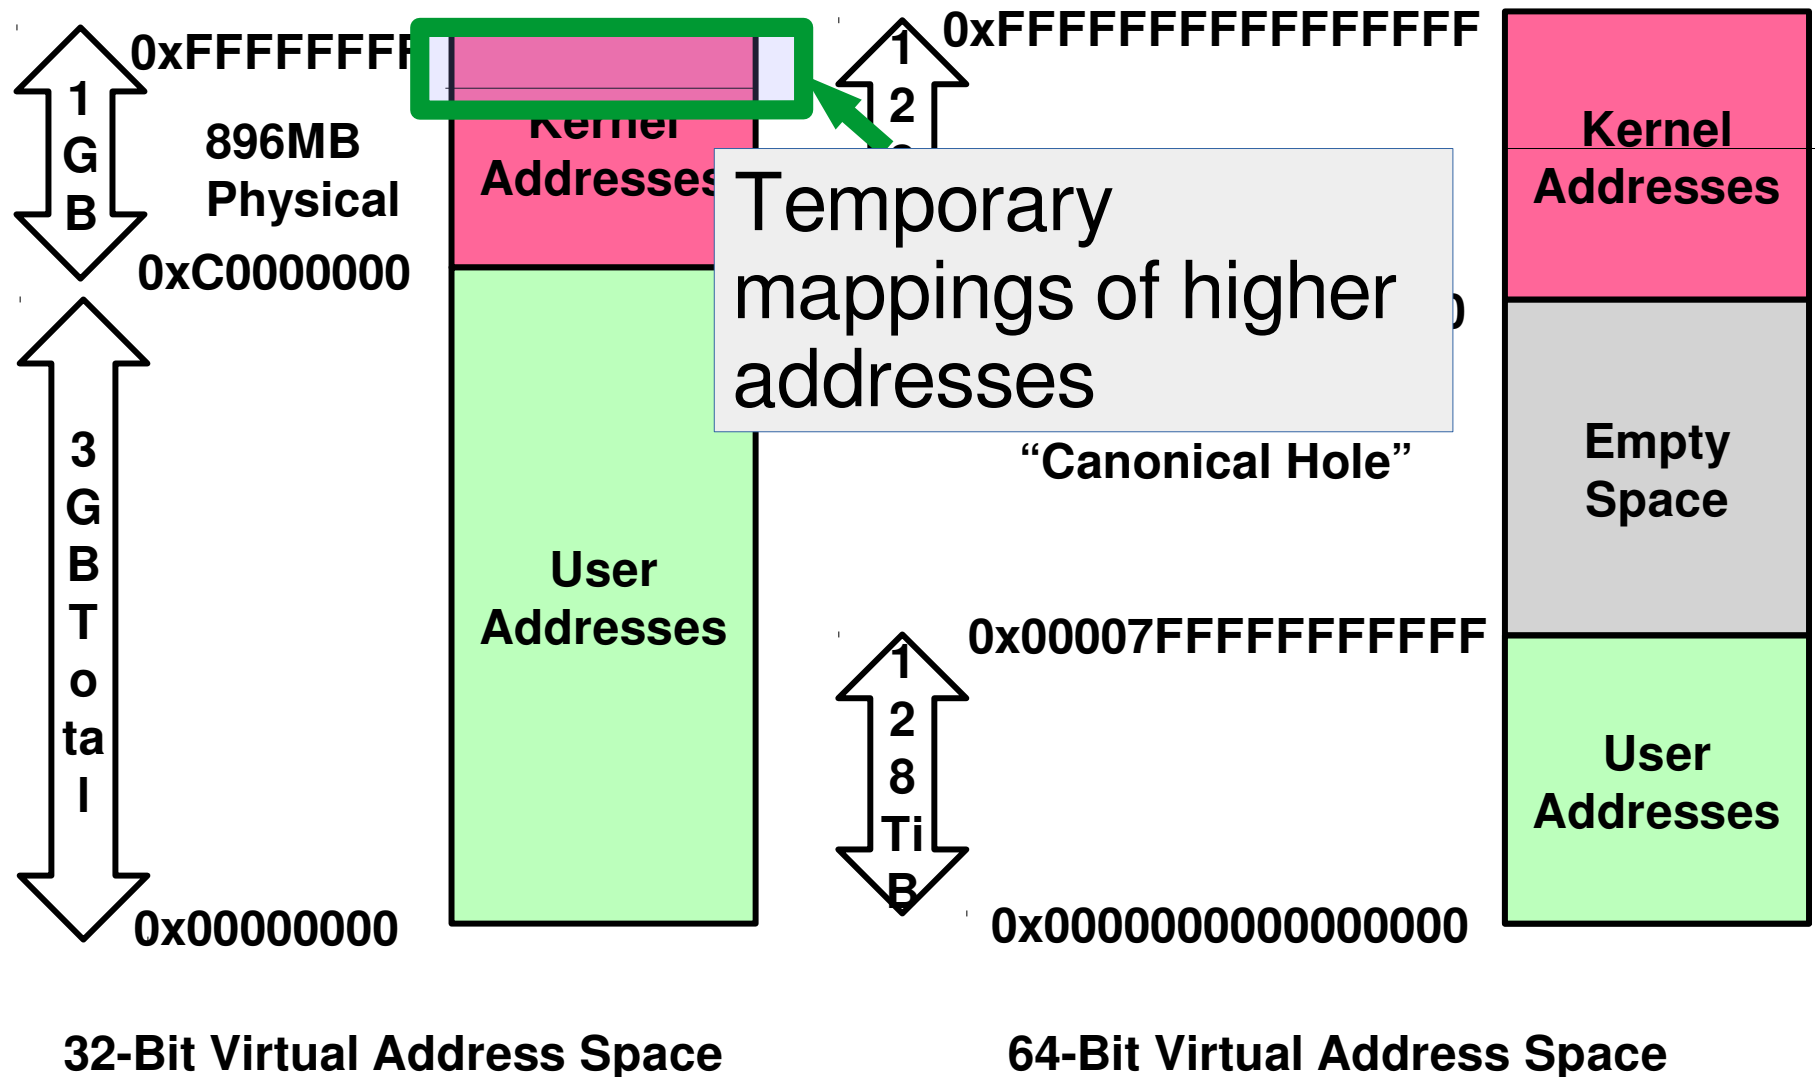 0xFFFFFFFF
1
G
B
896MB
Physical
Kernel
Addresses
0xC0000000
3
G
B
T
o
ta
l
User
Addresses
0x00000000
32-Bit Virtual Address Space
Temporary
mappings of higher
addresses
0xFFFFFFFFFFFFFFFF
1
2
Kernel
Addresses
0
“Canonical Hole”
Empty
Space
0x00007FFFFFFFFFFF
1
2
8
Ti
B
User
Addresses
0x0000000000000000
64-Bit Virtual Address Space